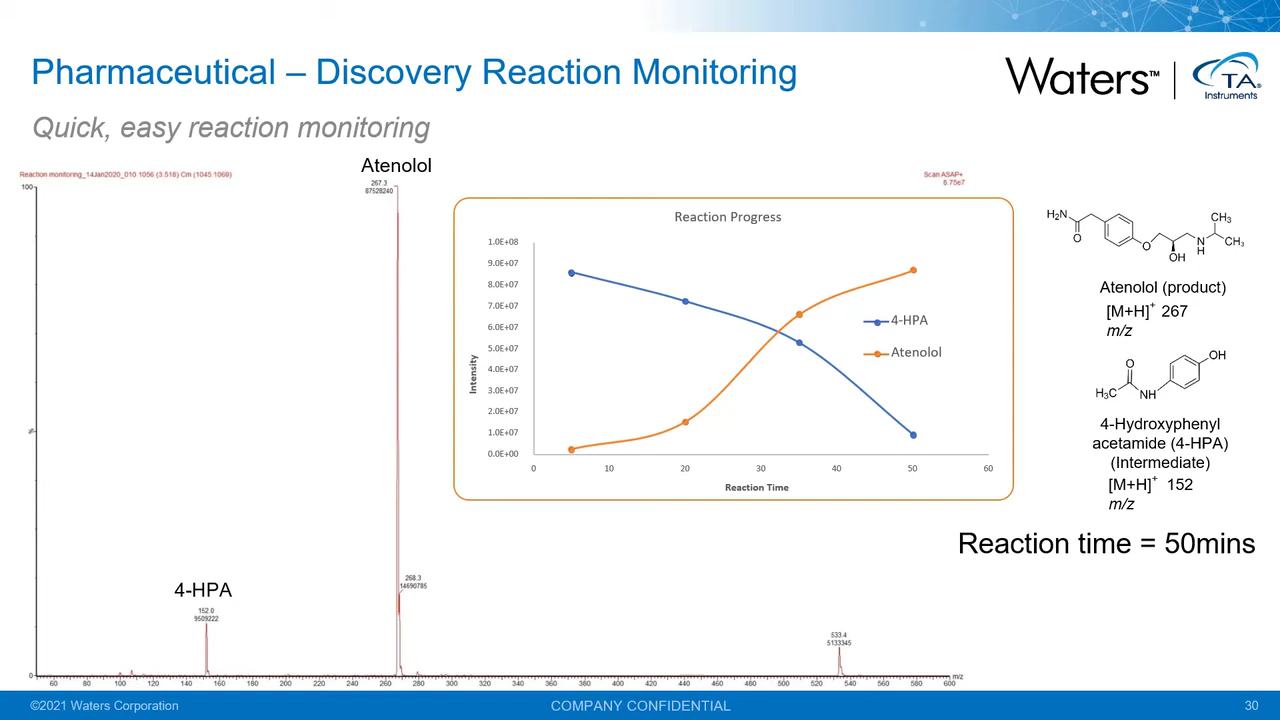 Pharmaceutical – Discovery Reaction Monitoring
Waters™
TA®
Instruments
Quick, easy reaction monitoring
Reaction monitoring_14Jan2020_010 1056 (3.518) Cm (1045:1069)
Atenolol
Scan ASAP+
8.75e7
100
267.3
87528240
%
0
4-HPA
152.0
9509222
268.3
14690785
533.4
5133345
60 80 100 120 140 160 180 200 220 240 260 280 300 320 340 360 380 400 420 440 460 480 500 520 540 560 580 600
m/z
Reaction Progress
1.0E+08
9.0E+07
8.0E+07
7.0E+07
6.0E+07
5.0E+07
4.0E+07
3.0E+07
2.0E+07
1.0E+07
0.0E+00
Intensity
0 10 20 30 40 50 60
Reaction Time
4-HPA
Atenolol
H₂N
O
O
OH
N
H
CH₃
CH₃
Atenolol (product)
[M+H]⁺ 267
m/z
O
OH
H₃C
NH
4-Hydroxyphenyl
acetamide (4-HPA)
(Intermediate)
[M+H]⁺ 152
m/z
Reaction time = 50mins
©2021 Waters Corporation
COMPANY CONFIDENTIAL
30